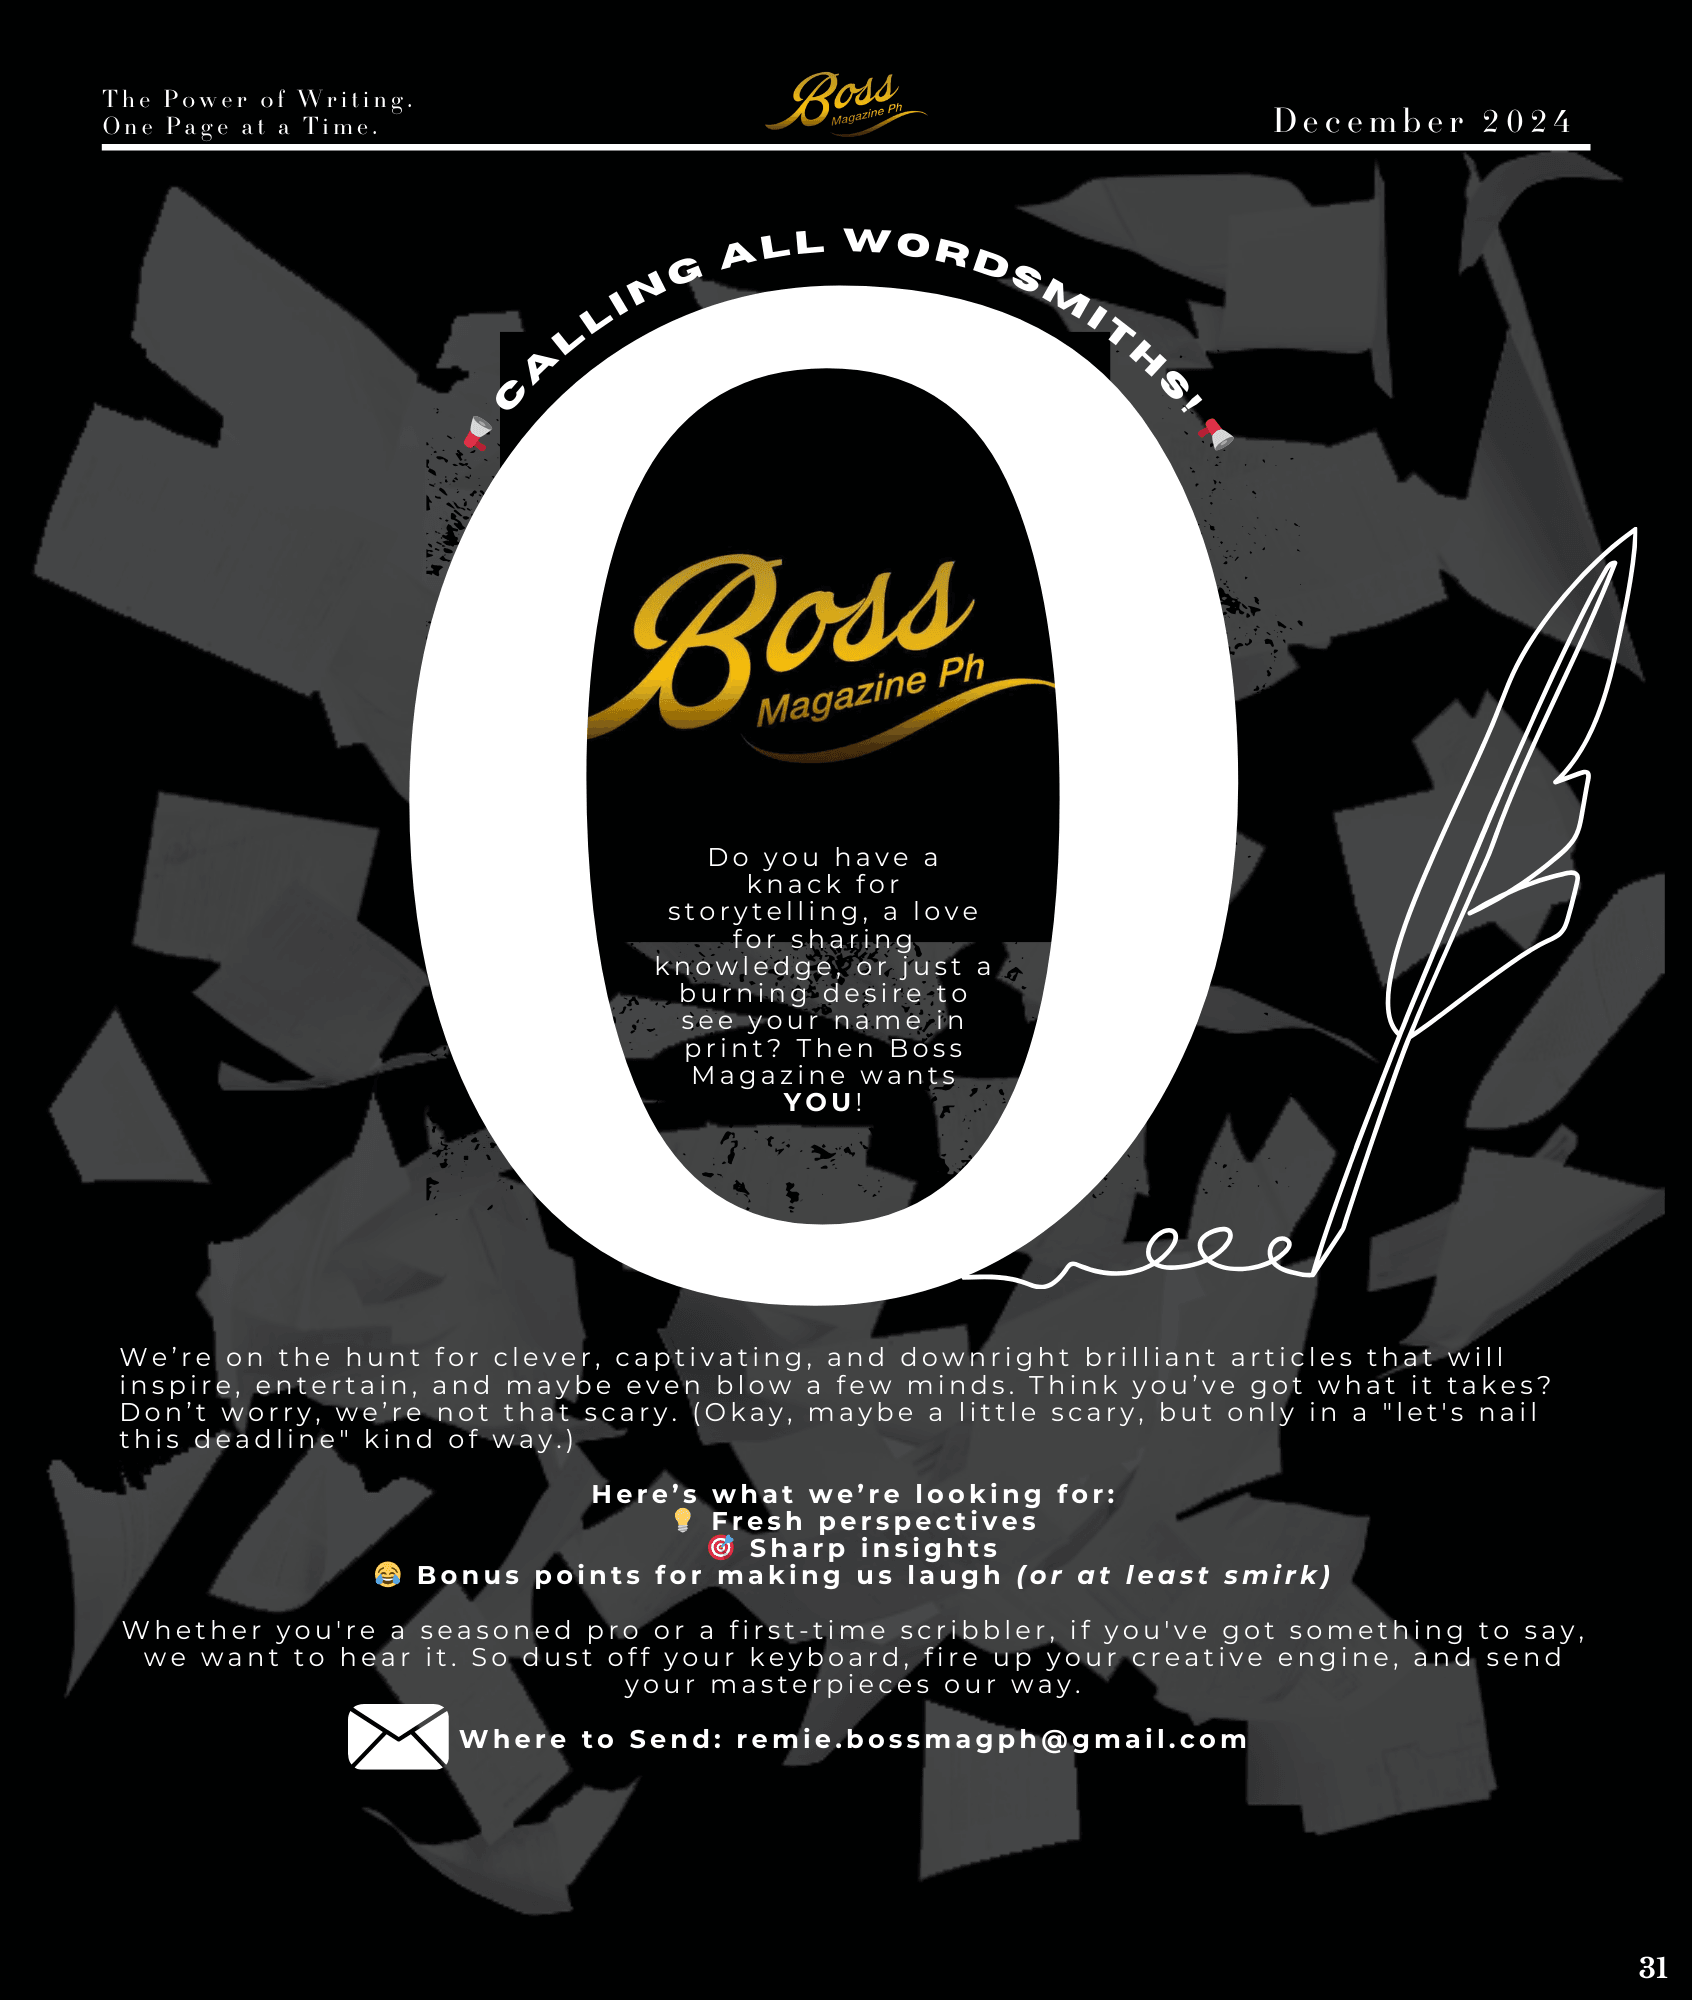 The Power of Writing.
One Page at a Time.
Boss
Magazine Ph
December 2024
📢 CALLING ALL WORDSMITHS! 📢
O
Boss
Magazine Ph
Do you have a
knack for
storytelling, a love
for sharing
knowledge, or just a
burning desire to
see your name in
print? Then Boss
Magazine wants
YOU!
We’re on the hunt for clever, captivating, and downright brilliant articles that will
inspire, entertain, and maybe even blow a few minds. Think you’ve got what it takes?
Don’t worry, we’re not that scary. (Okay, maybe a little scary, but only in a "let's nail
this deadline" kind of way.)
Here’s what we’re looking for:
💡 Fresh perspectives
🎯 Sharp insights
😂 Bonus points for making us laugh (or at least smirk)
Whether you're a seasoned pro or a first-time scribbler, if you've got something to say,
we want to hear it. So dust off your keyboard, fire up your creative engine, and send
your masterpieces our way.
Where to Send: remie.bossmagph@gmail.com
31